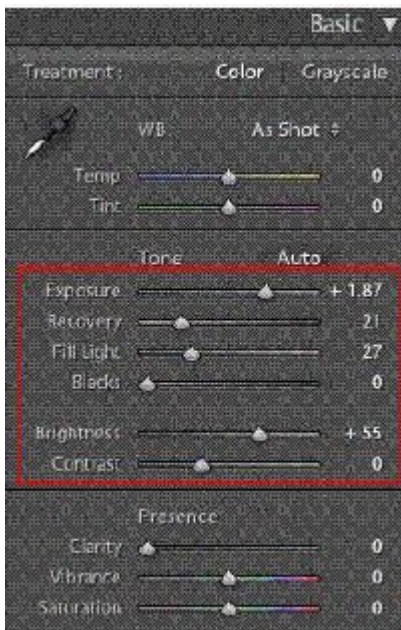 Basic
Treatment: Color Grayscale
WB: As Shot
Temp 0
Tint 0
Tone Auto
Exposure + 1.87
Recovery 21
Fill Light 27
Blacks 0
Brightness + 55
Contrast 0
Presence
Clarity 0
Vibrance 0
Saturation 0